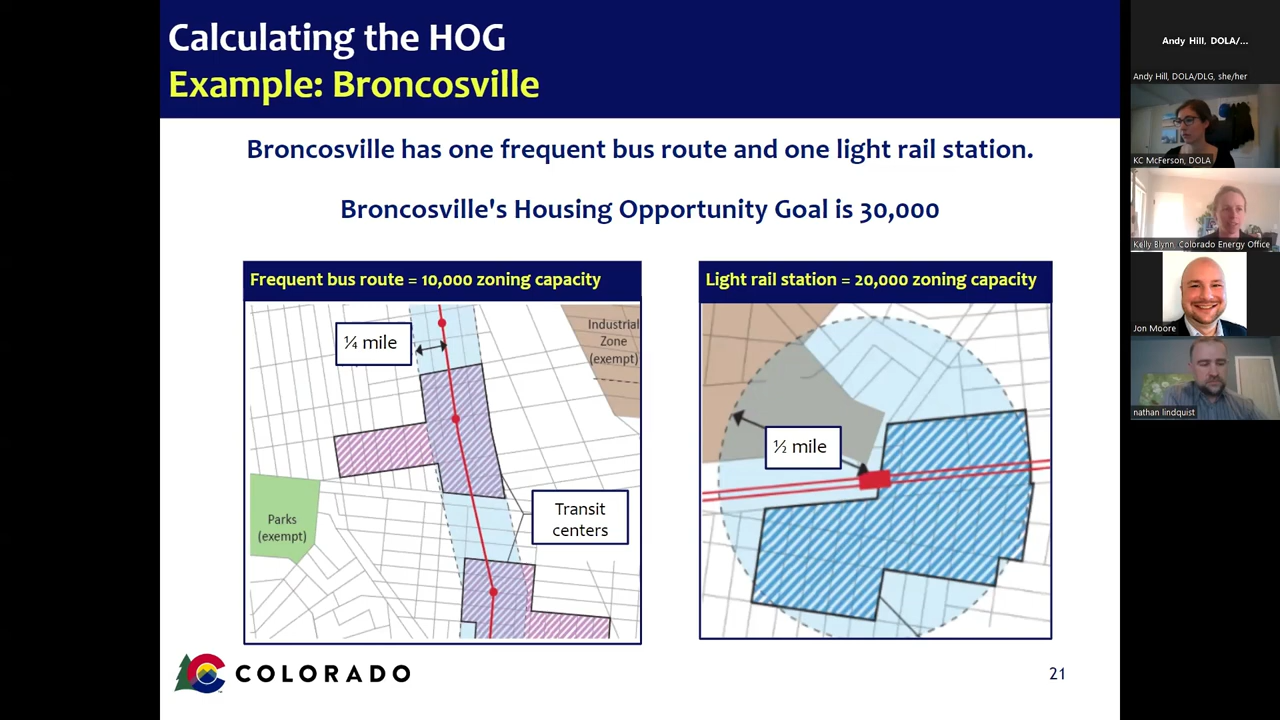 Calculating the HOG
Example: Broncosville
Broncosville has one frequent bus route and one light rail station.
Broncosville's Housing Opportunity Goal is 30,000
Frequent bus route = 10,000 zoning capacity
¼ mile
Industrial
Zone
(exempt)
Parks
(exempt)
Transit
centers
Light rail station = 20,000 zoning capacity
½ mile
COLORADO
21
Andy Hill, DOLA/...
Andy Hill, DOLA/DLG, she/her
KC McFerson, DOLA
Kelly Blynn, Colorado Energy Office
Jon Moore
nathan lindquist